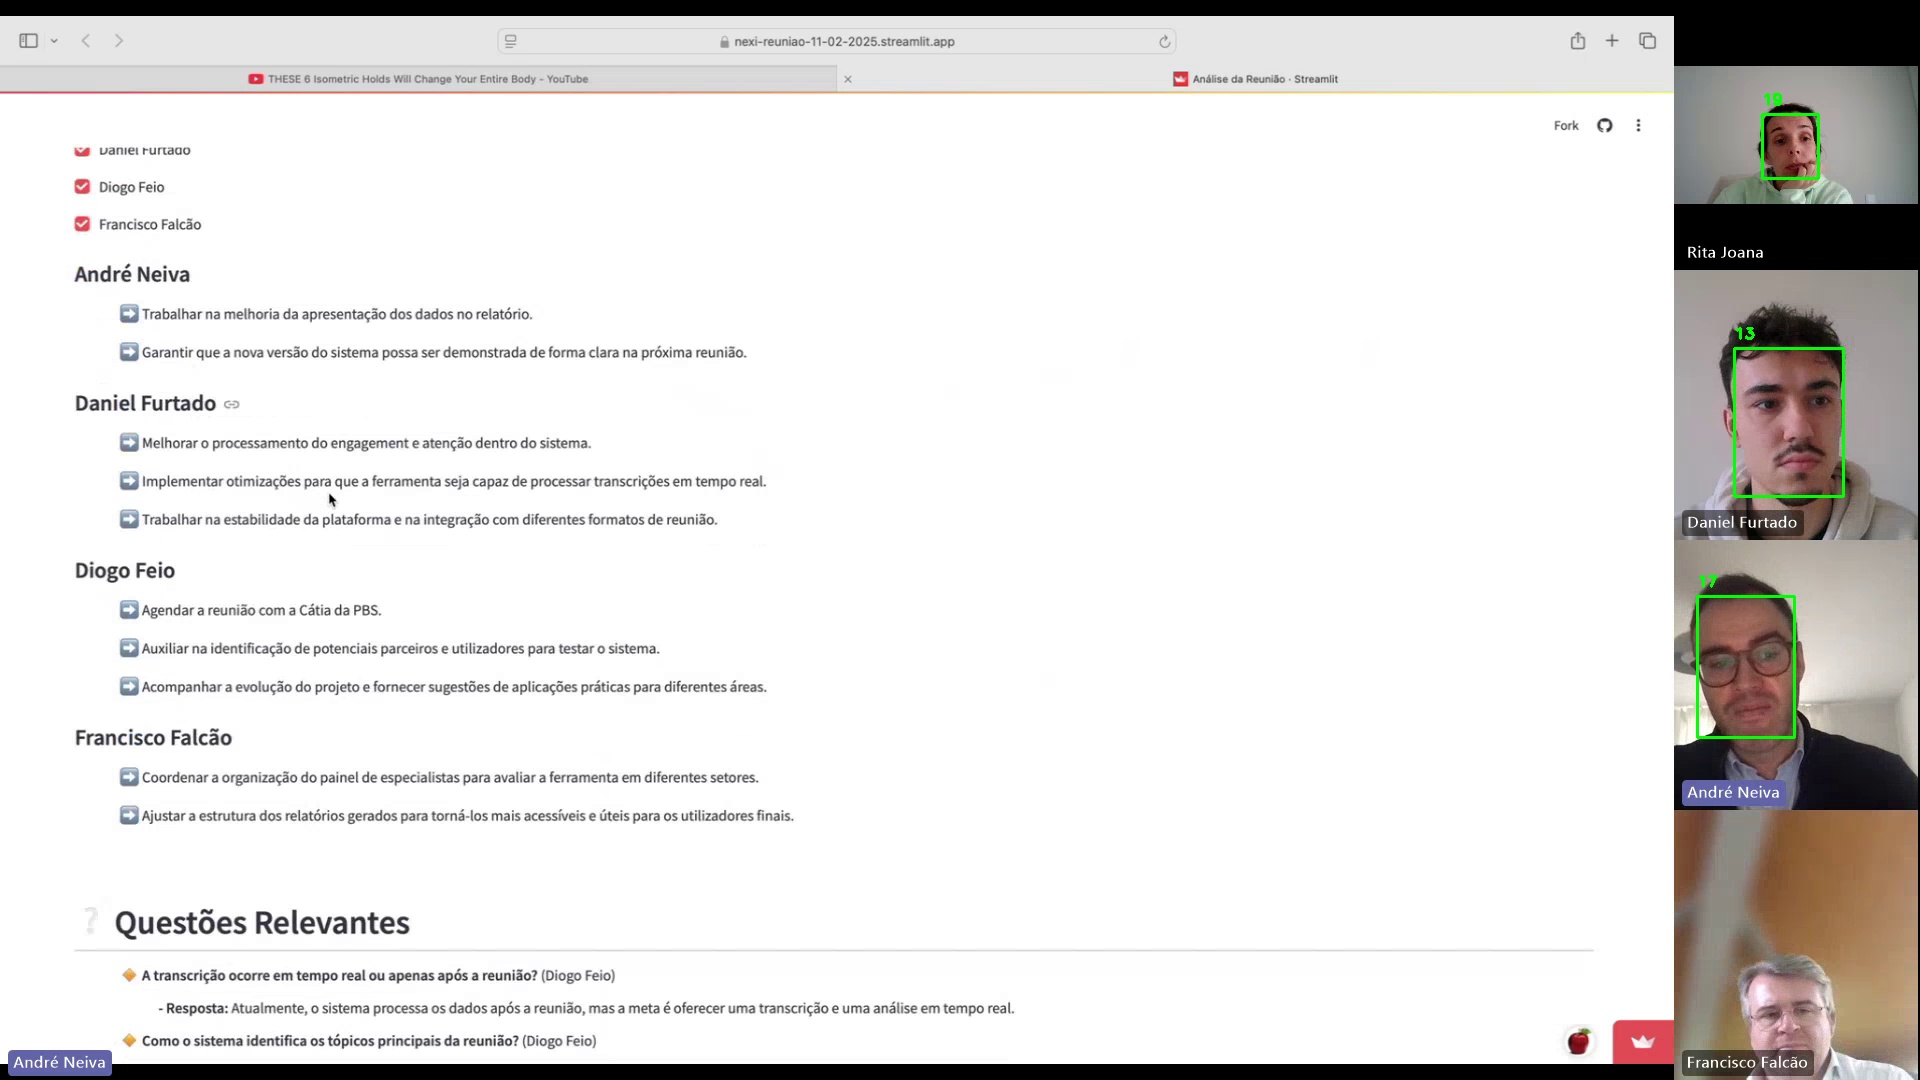 nexi-reuniao-11-02-2025.streamlit.app
THESE 6 Isometric Holds Will Change Your Entire Body - YouTube
Análise da Reunião · Streamlit
Fork
Daniel Furtado
Diogo Feio
Francisco Falcão
André Neiva
Trabalhar na melhoria da apresentação dos dados no relatório.
Garantir que a nova versão do sistema possa ser demonstrada de forma clara na próxima reunião.
Daniel Furtado
Melhorar o processamento do engagement e atenção dentro do sistema.
Implementar otimizações para que a ferramenta seja capaz de processar transcrições em tempo real.
Trabalhar na estabilidade da plataforma e na integração com diferentes formatos de reunião.
Diogo Feio
Agendar a reunião com a Cátia da PBS.
Auxiliar na identificação de potenciais parceiros e utilizadores para testar o sistema.
Acompanhar a evolução do projeto e fornecer sugestões de aplicações práticas para diferentes áreas.
Francisco Falcão
Coordenar a organização do painel de especialistas para avaliar a ferramenta em diferentes setores.
Ajustar a estrutura dos relatórios gerados para torná-los mais acessíveis e úteis para os utilizadores finais.
Questões Relevantes
A transcrição ocorre em tempo real ou apenas após a reunião? (Diogo Feio)
- Resposta: Atualmente, o sistema processa os dados após a reunião, mas a meta é oferecer uma transcrição e uma análise em tempo real.
Como o sistema identifica os tópicos principais da reunião? (Diogo Feio)
André Neiva
Rita Joana
13
Daniel Furtado
17
André Neiva
Francisco Falcão